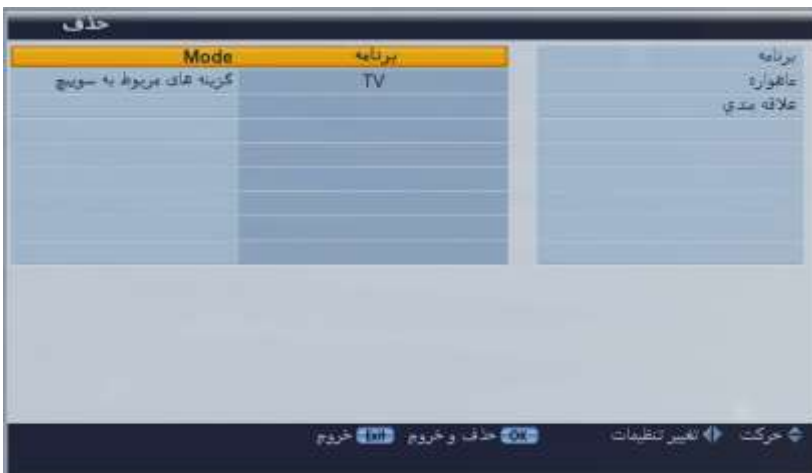 حذف
Mode برنامه
گزینه های مربوط به سوییچ TV
برنامه
ماهواره
علاقه مندي
حرکت تغییر تنظیمات OK حذف و خروج Exit خروج